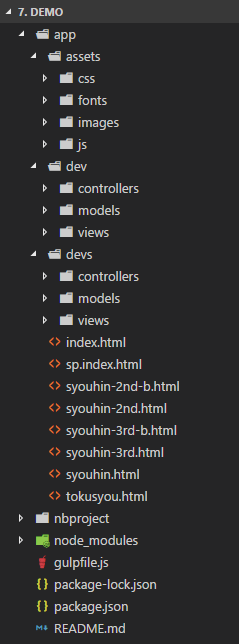 7. DEMO
app
assets
css
fonts
images
js
dev
controllers
models
views
devs
controllers
models
views
index.html
sp.index.html
syouhin-2nd-b.html
syouhin-2nd.html
syouhin-3rd-b.html
syouhin-3rd.html
syouhin.html
tokusyou.html
nbproject
node_modules
gulpfile.js
package-lock.json
package.json
README.md